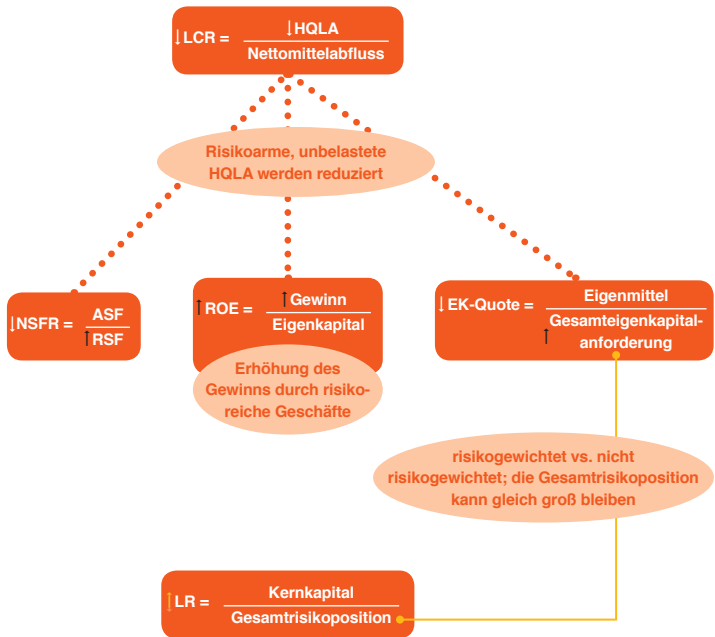 ↓HQLA
↓LCR =
Nettomittelabfluss
Risikoarme, unbelastete
HQLA werden reduziert
ASF
↓NSFR =
↑RSF
↑Gewinn
↑ROE =
Eigenkapital
Erhöhung des
Gewinns durch risiko-
reiche Geschäfte
Eigenmittel
↓EK-Quote =
↑Gesamteigenkapital-
anforderung
risikogewichtet vs. nicht
risikogewichtet; die Gesamtrisikoposition
kann gleich groß bleiben
Kernkapital
↕LR =
Gesamtrisikoposition